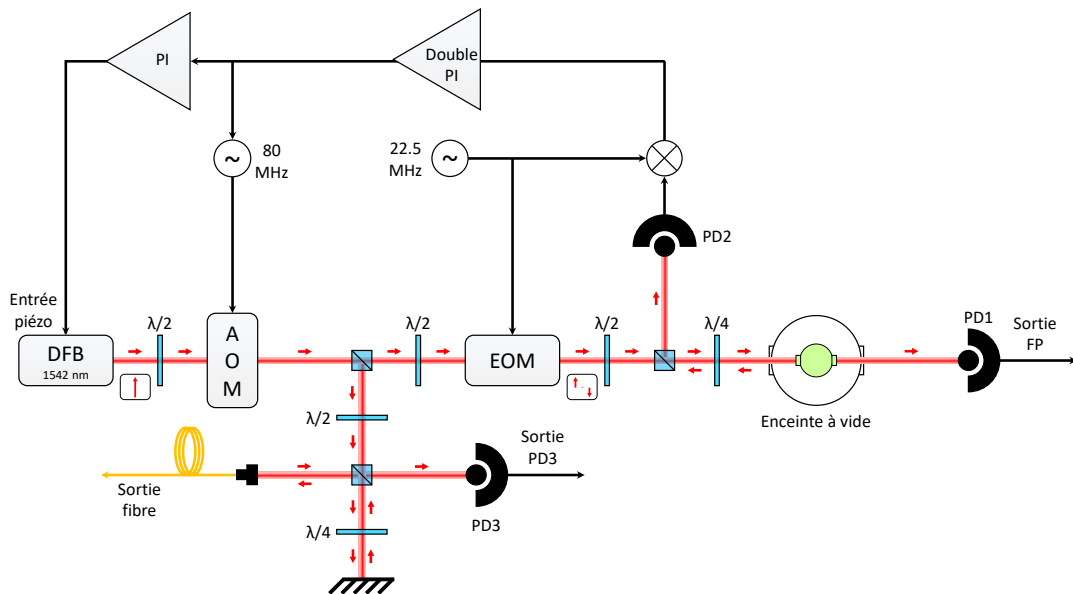 PI
Double
PI
80
MHz
22.5
MHz
PD2
Entrée
piézo
λ/2
A
O
M
λ/2
λ/2
λ/4
PD1
Sortie
FP
DFB
1542 nm
EOM
Enceinte à vide
λ/2
Sortie
PD3
Sortie
fibre
PD3
λ/4